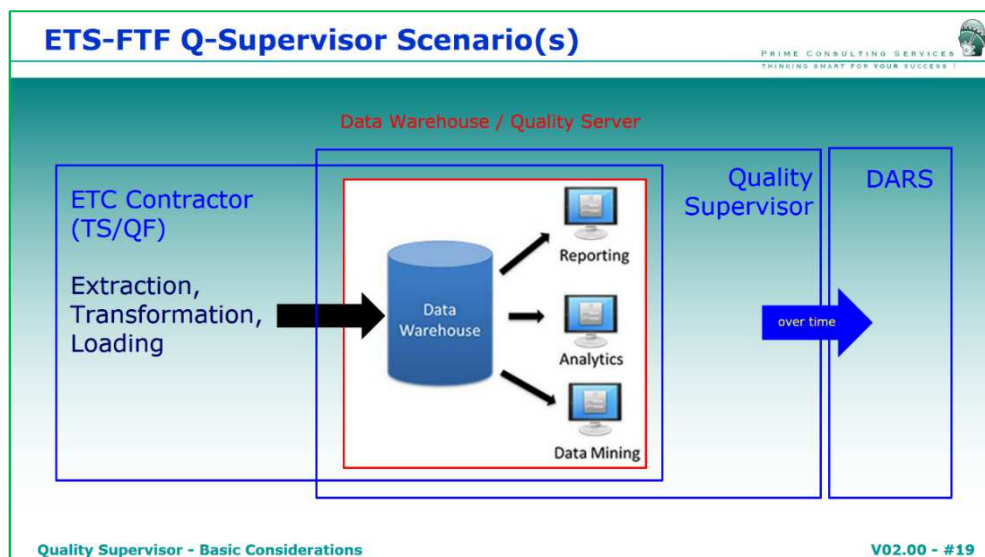 ETS-FTF Q-Supervisor Scenario(s)
PRIME CONSULTING SERVICES
THINKING SMART FOR YOUR SUCCESS !
Data Warehouse / Quality Server
ETC Contractor
(TS/QF)
Extraction,
Transformation,
Loading
Data
Warehouse
Reporting
Analytics
Data Mining
Quality
Supervisor
over time
DARS
Quality Supervisor - Basic Considerations
V02.00 - #19